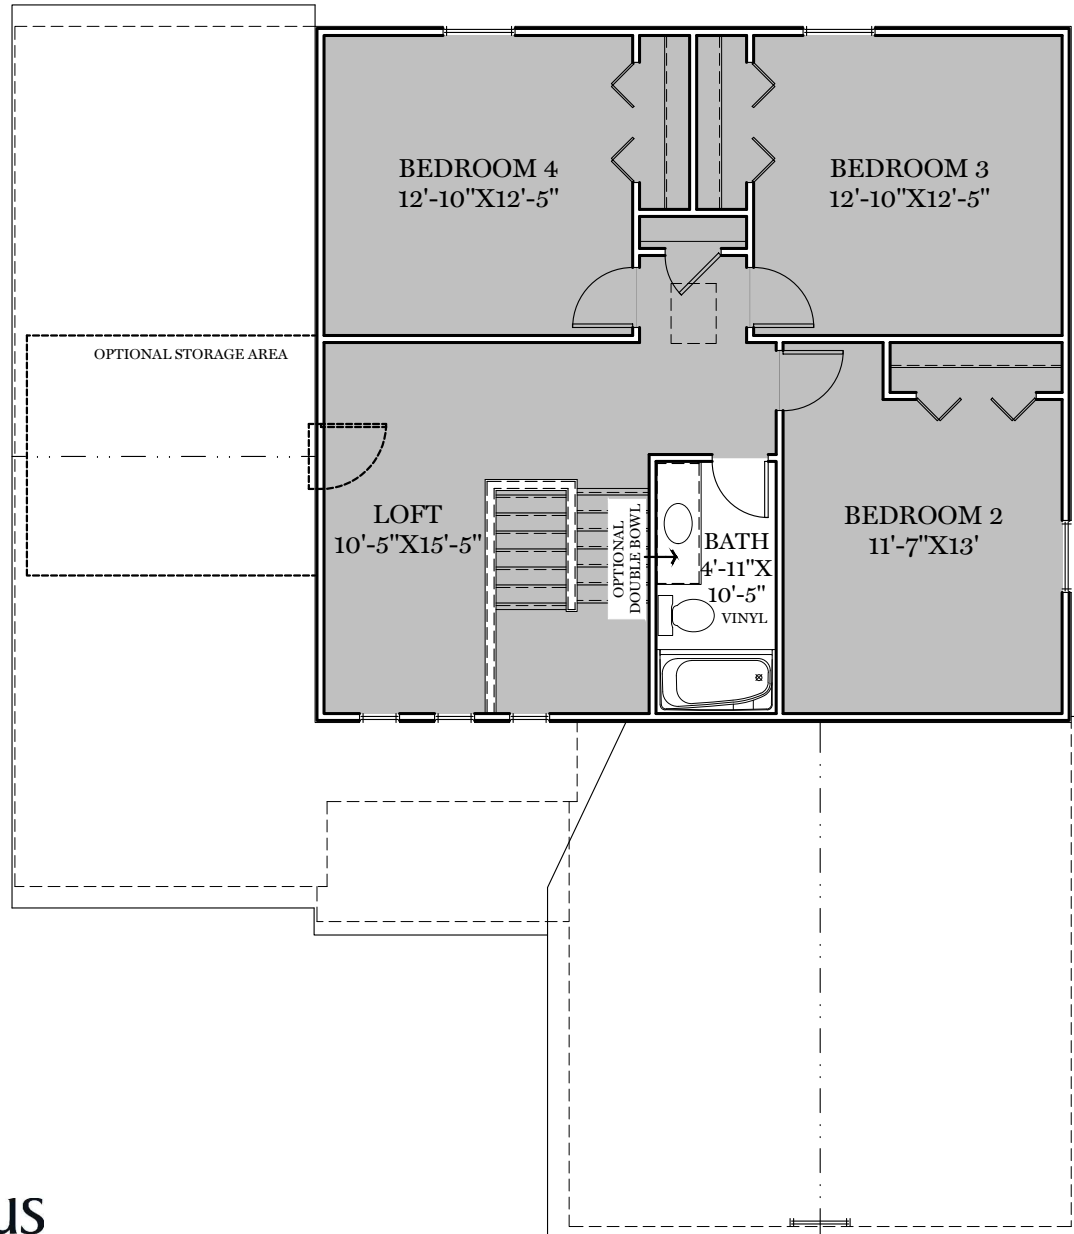 BEDROOM 4
12'-10"X12'-5"
BEDROOM 3
12'-10"X12'-5"
OPTIONAL STORAGE AREA
LOFT
10'-5"X15'-5"
OPTIONAL
DOUBLE BOWL
BATH
4'-11"X
10'-5"
VINYL
BEDROOM 2
11'-7"X13'
us